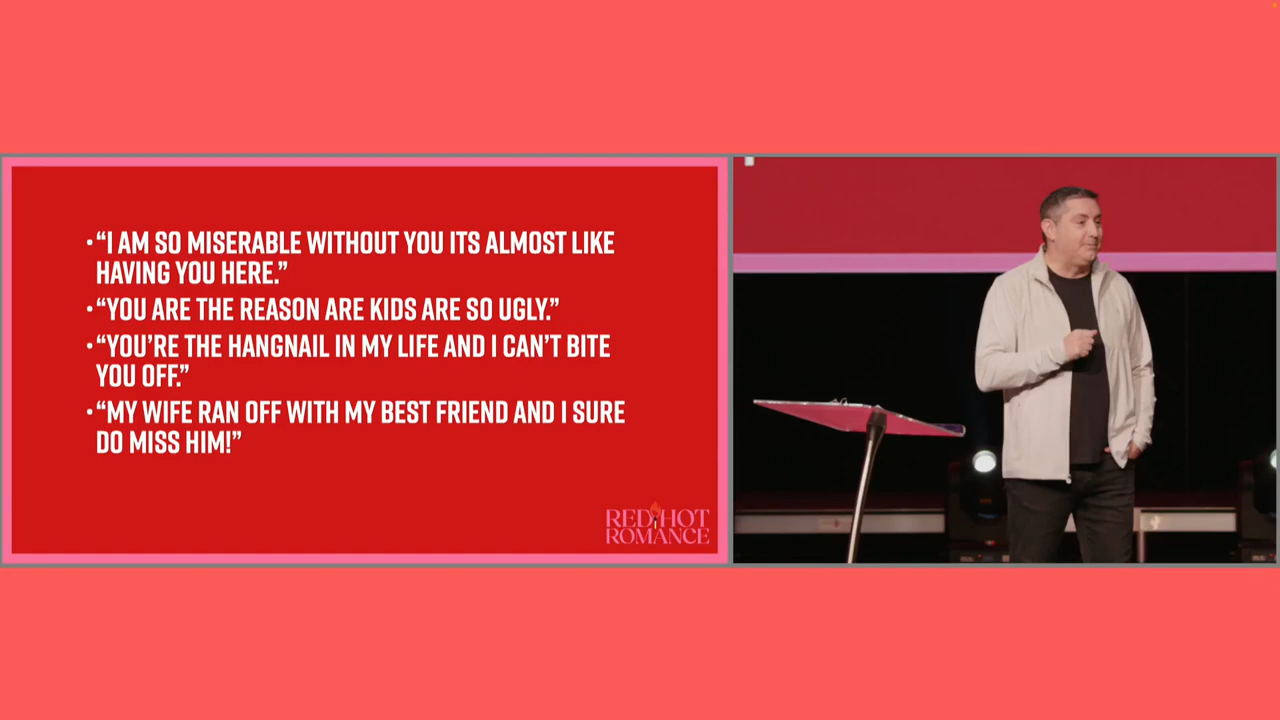 • “I AM SO MISERABLE WITHOUT YOU ITS ALMOST LIKE
HAVING YOU HERE.”
• “YOU ARE THE REASON ARE KIDS ARE SO UGLY.”
• “YOU’RE THE HANGNAIL IN MY LIFE AND I CAN’T BITE
YOU OFF.”
• “MY WIFE RAN OFF WITH MY BEST FRIEND AND I SURE
DO MISS HIM!”
RED HOT
ROMANCE